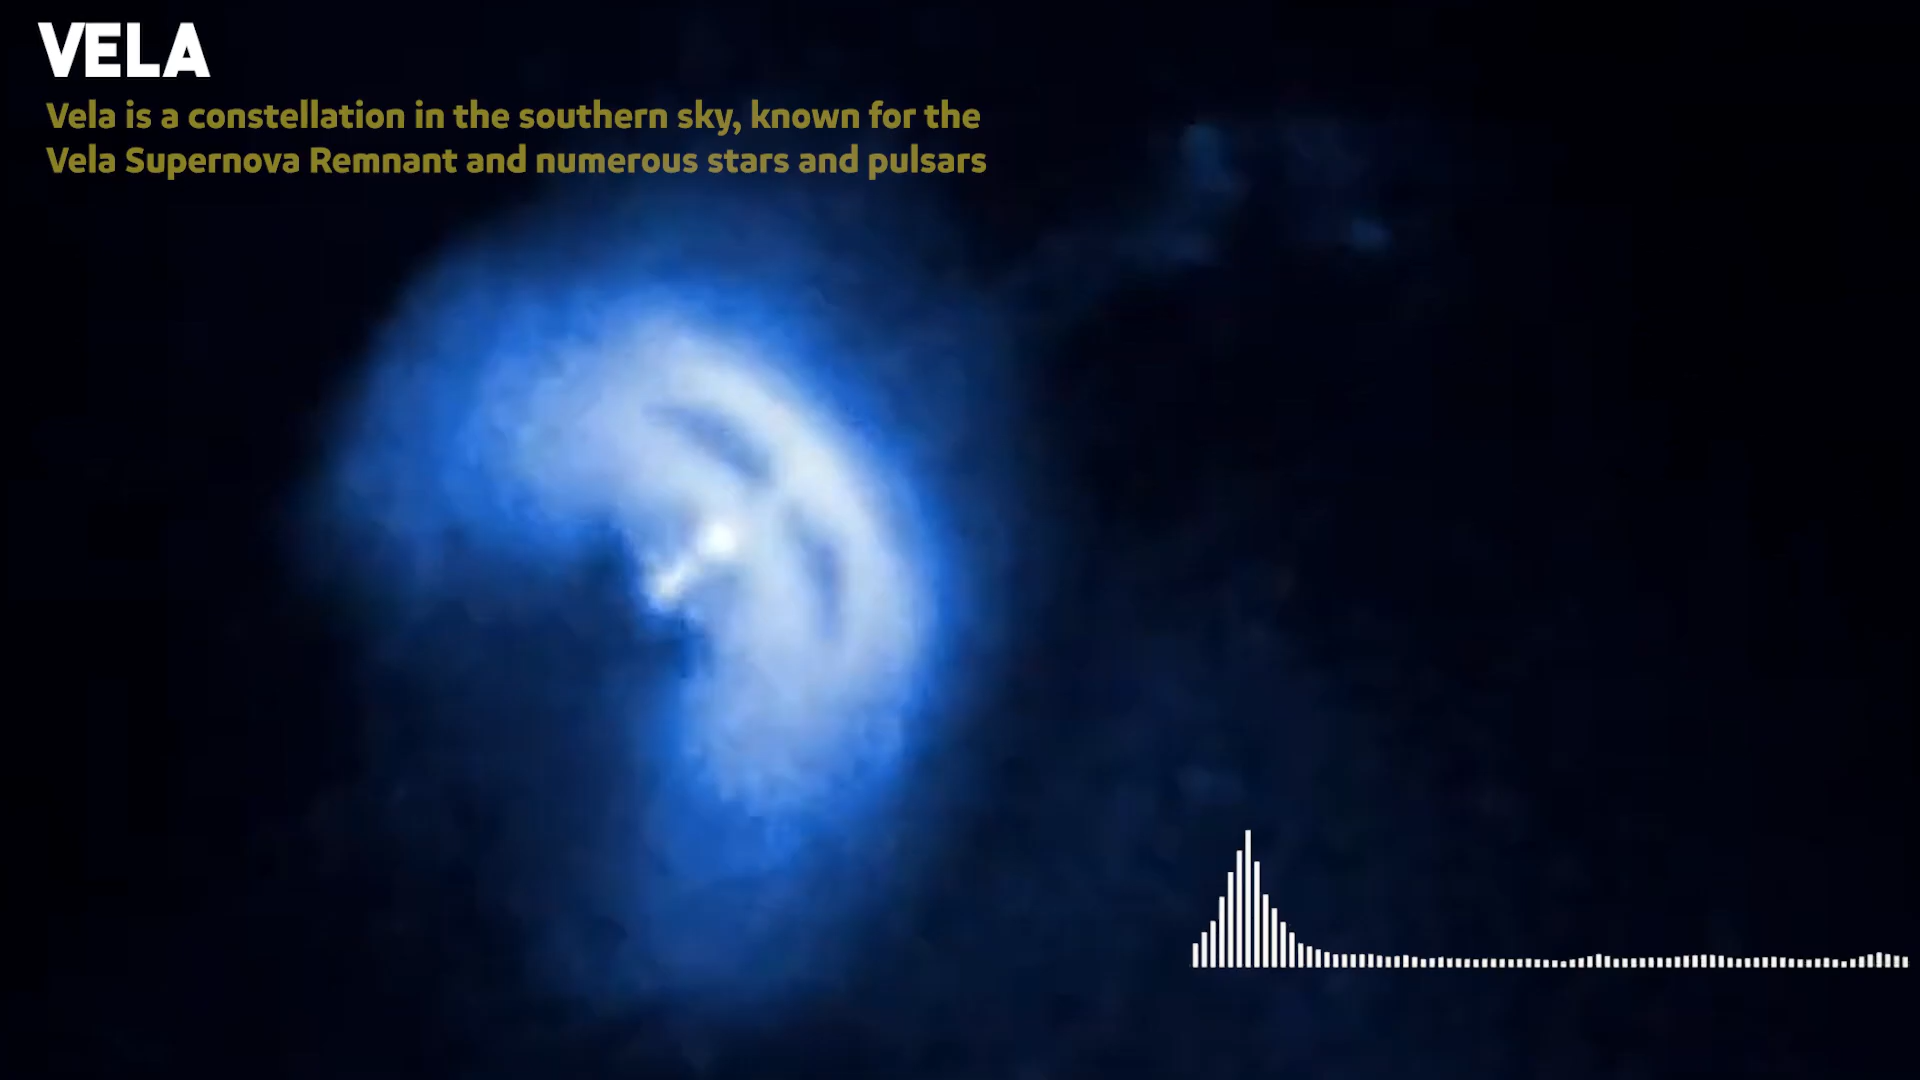 VELA
Vela is a constellation in the southern sky, known for the
Vela Supernova Remnant and numerous stars and pulsars